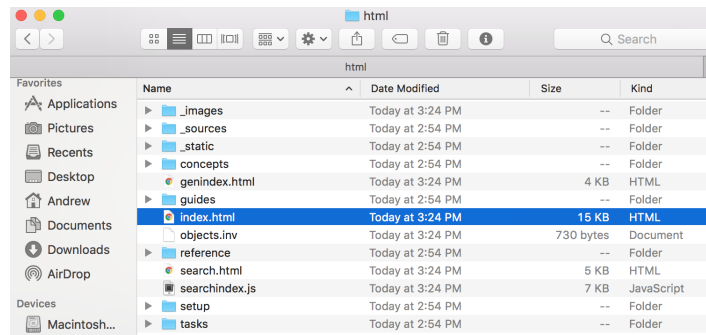 html
Search
html
Favorites
Applications
Pictures
Recents
Desktop
Andrew
Documents
Downloads
AirDrop
Devices
Macintosh...
Name Date Modified Size Kind
_images Today at 3:24 PM -- Folder
_sources Today at 2:54 PM -- Folder
_static Today at 2:54 PM -- Folder
concepts Today at 2:54 PM -- Folder
genindex.html Today at 3:24 PM 4 KB HTML
guides Today at 2:54 PM -- Folder
index.html Today at 3:24 PM 15 KB HTML
objects.inv Today at 3:24 PM 730 bytes Document
reference Today at 2:54 PM -- Folder
search.html Today at 3:24 PM 5 KB HTML
searchindex.js Today at 3:24 PM 7 KB JavaScript
setup Today at 2:54 PM -- Folder
tasks Today at 2:54 PM -- Folder